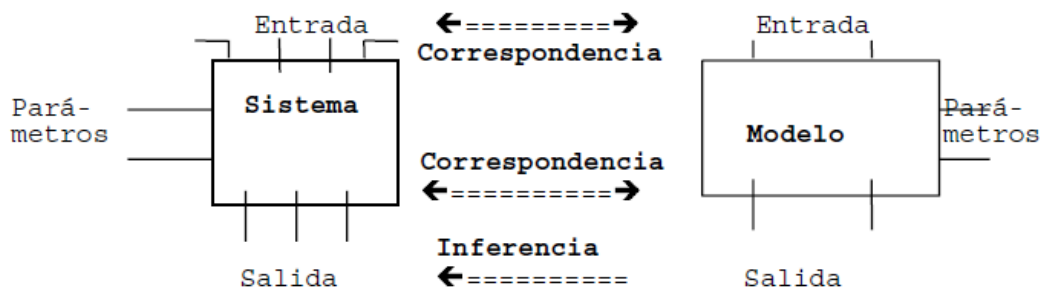 Entrada 🡸=========🡺 Entrada
Correspondencia
Sistema
Pará-
metros
Modelo
Pará-
metros
Correspondencia
🡸=========🡺
Inferencia
Salida 🡸========== Salida